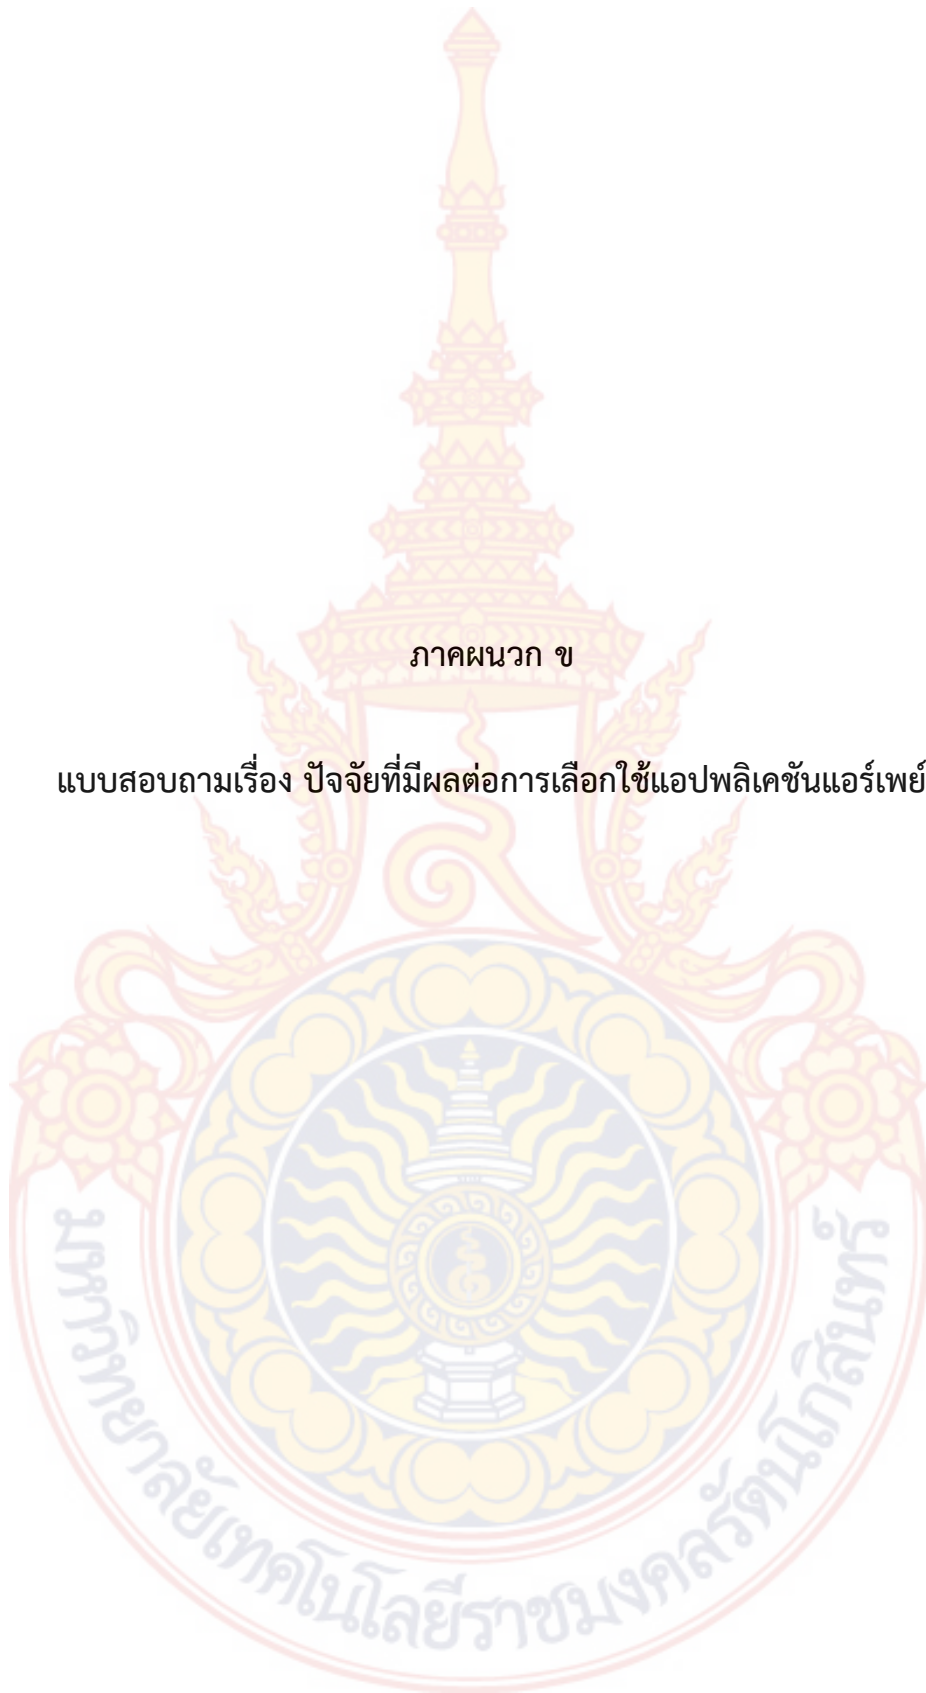 ภาคผนวก ข
แบบสอบถามเรื่อง ปัจจัยที่มีผลต่อการเลือกใช้แอปพลิเคชันแอร์เพย์
มหาวิทยาลัยเทคโนโลยีราชมงคลรัตนโกสินทร์